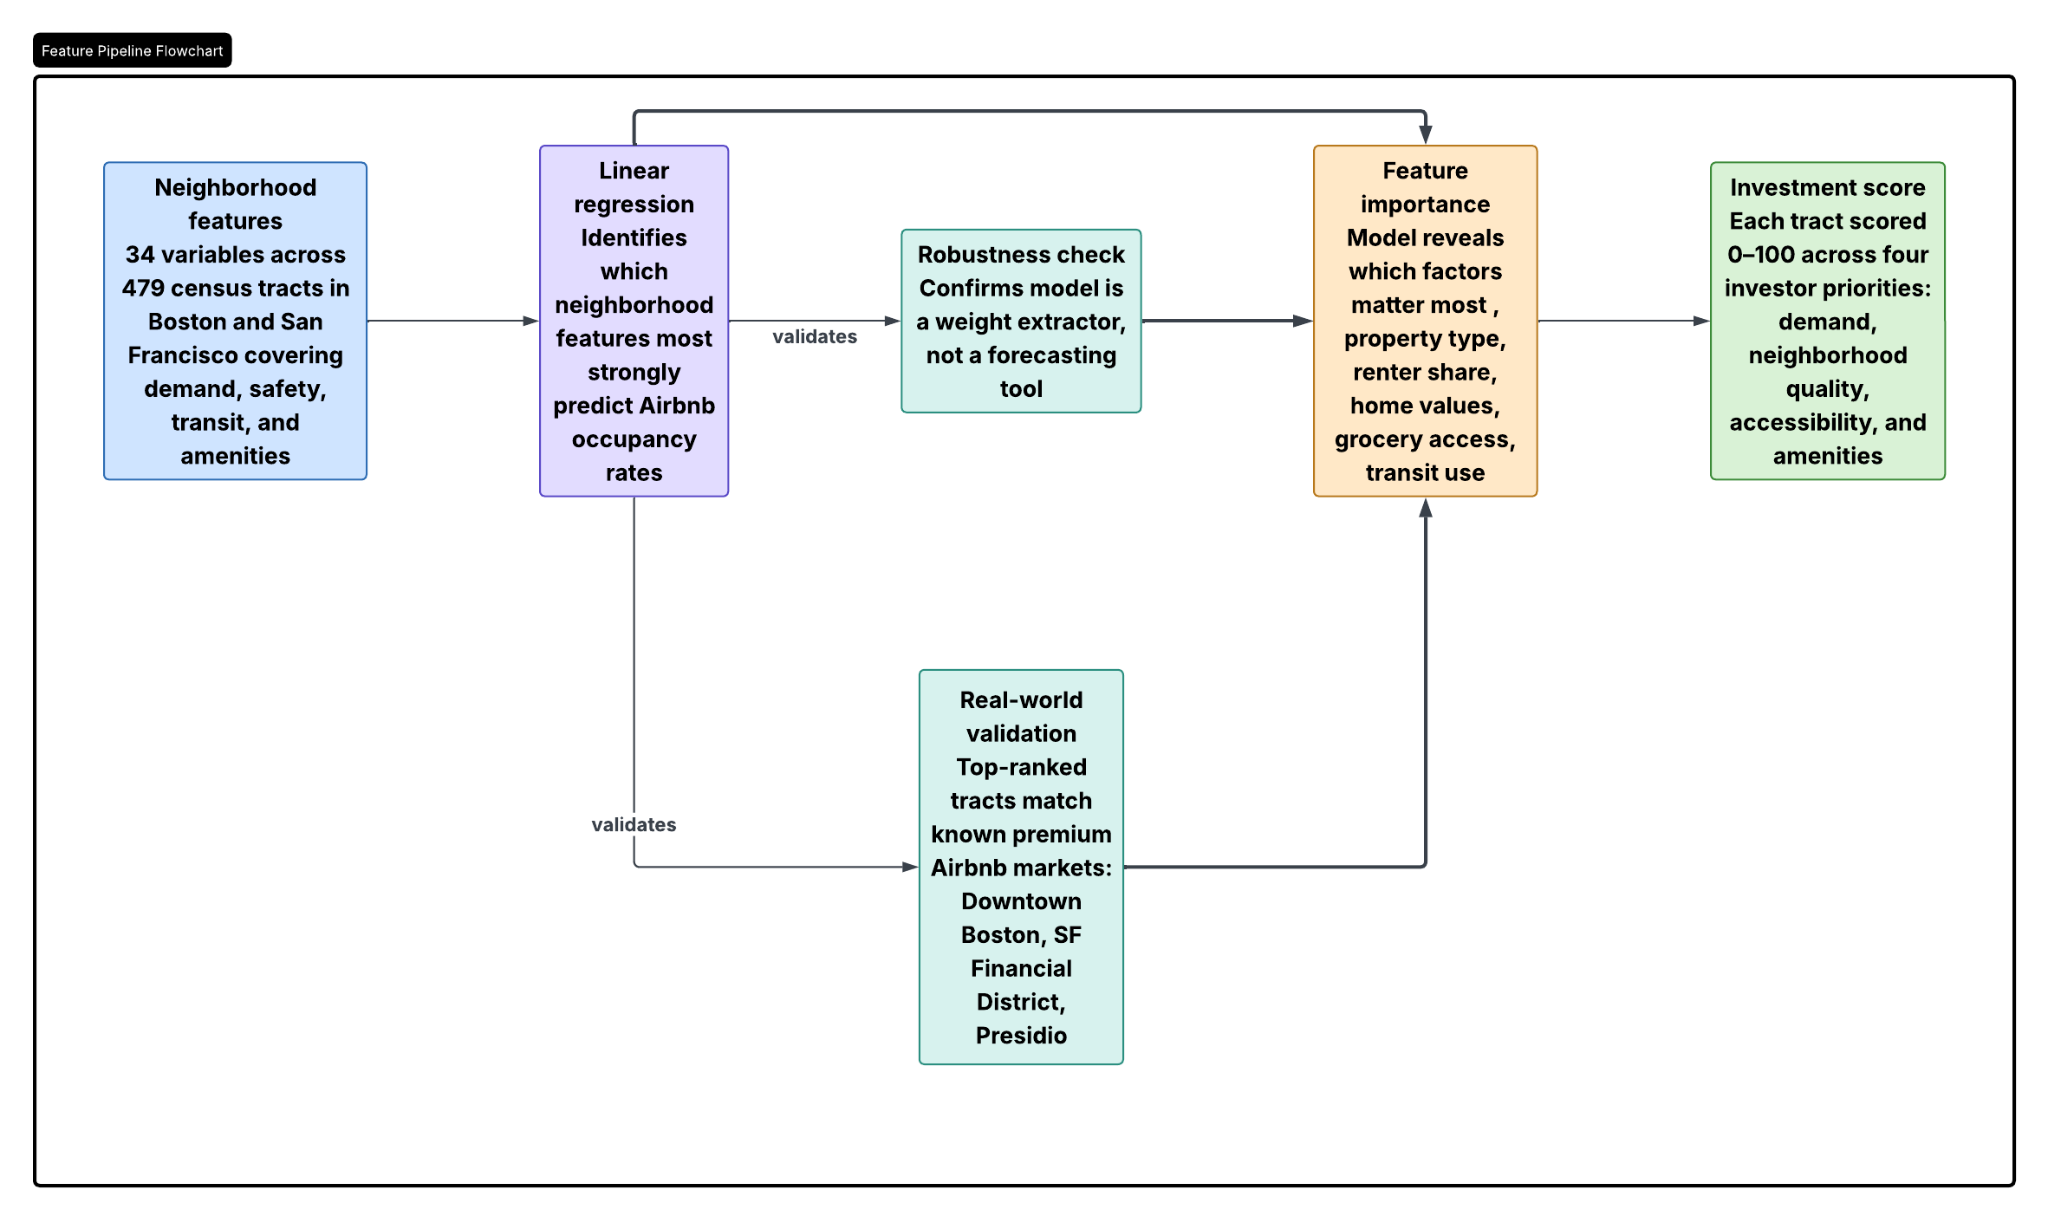 Feature Pipeline Flowchart
Neighborhood
features
34 variables across
479 census tracts in
Boston and San
Francisco covering
demand, safety,
transit, and
amenities
Linear
regression
Identifies
which
neighborhood
features most
strongly
predict Airbnb
occupancy
rates
validates
Robustness check
Confirms model is
a weight extractor,
not a forecasting
tool
Feature
importance
Model reveals
which factors
matter most ,
property type,
renter share,
home values,
grocery access,
transit use
Investment score
Each tract scored
0–100 across four
investor priorities:
demand,
neighborhood
quality,
accessibility, and
amenities
validates
Real-world
validation
Top-ranked
tracts match
known premium
Airbnb markets:
Downtown
Boston, SF
Financial
District,
Presidio